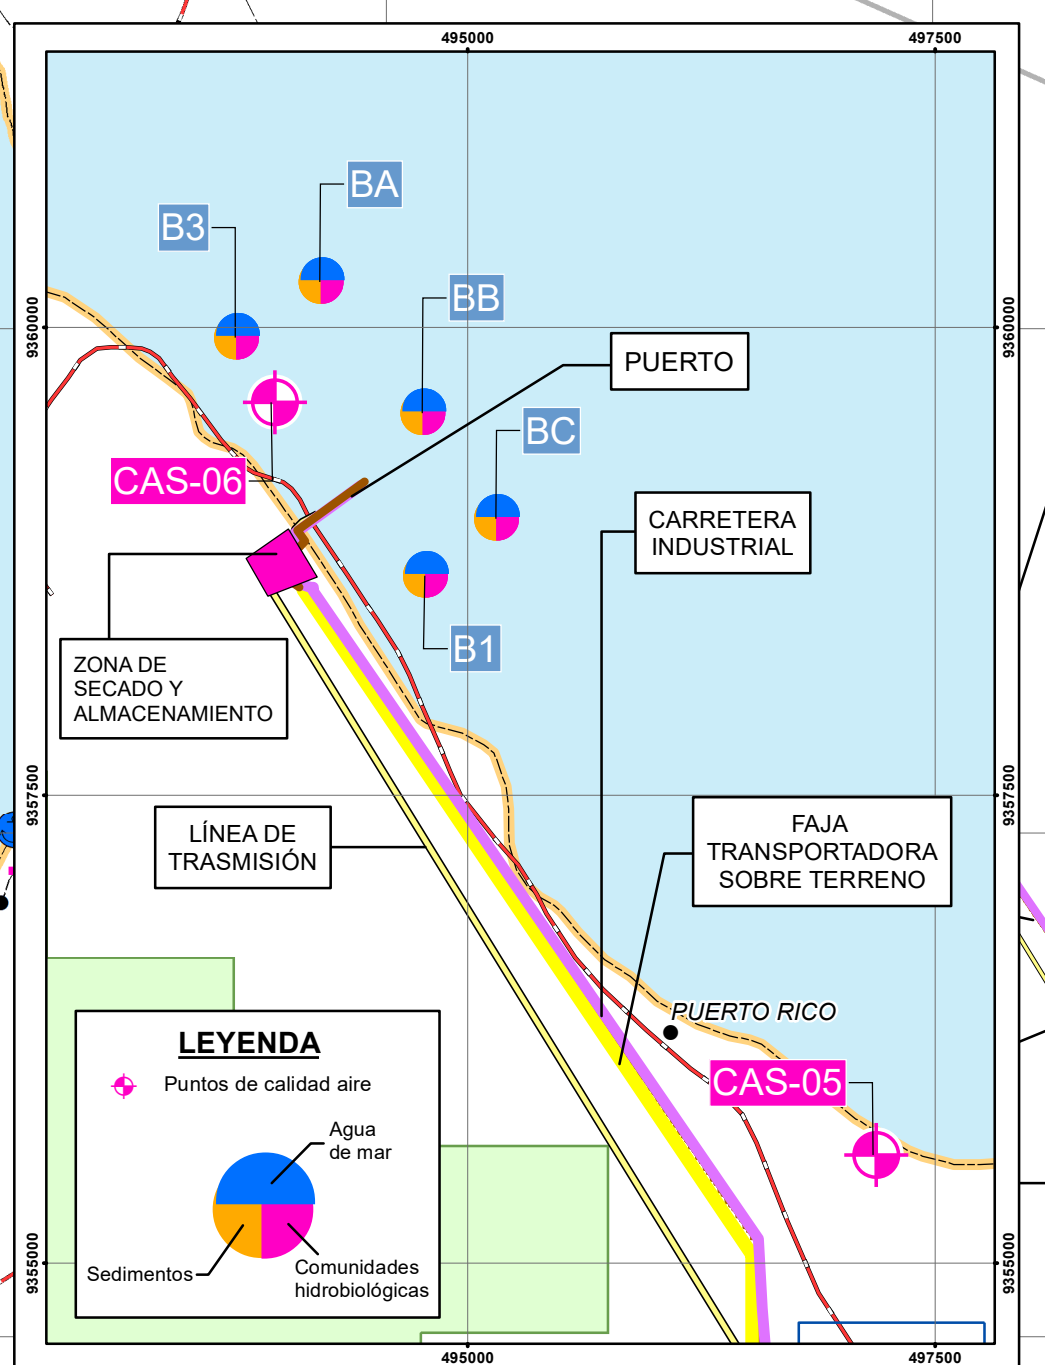 495000
497500
BA
B3
BB
9360000
9360000
PUERTO
BC
CAS-06
CARRETERA
INDUSTRIAL
B1
ZONA DE
SECADO Y
ALMACENAMIENTO
9357500
9357500
LÍNEA DE
TRASMISIÓN
FAJA
TRANSPORTADORA
SOBRE TERRENO
PUERTO RICO
CAS-05
LEYENDA
Puntos de calidad aire
Agua
de mar
Sedimentos
Comunidades
hidrobiológicas
9355000
9355000
495000
497500